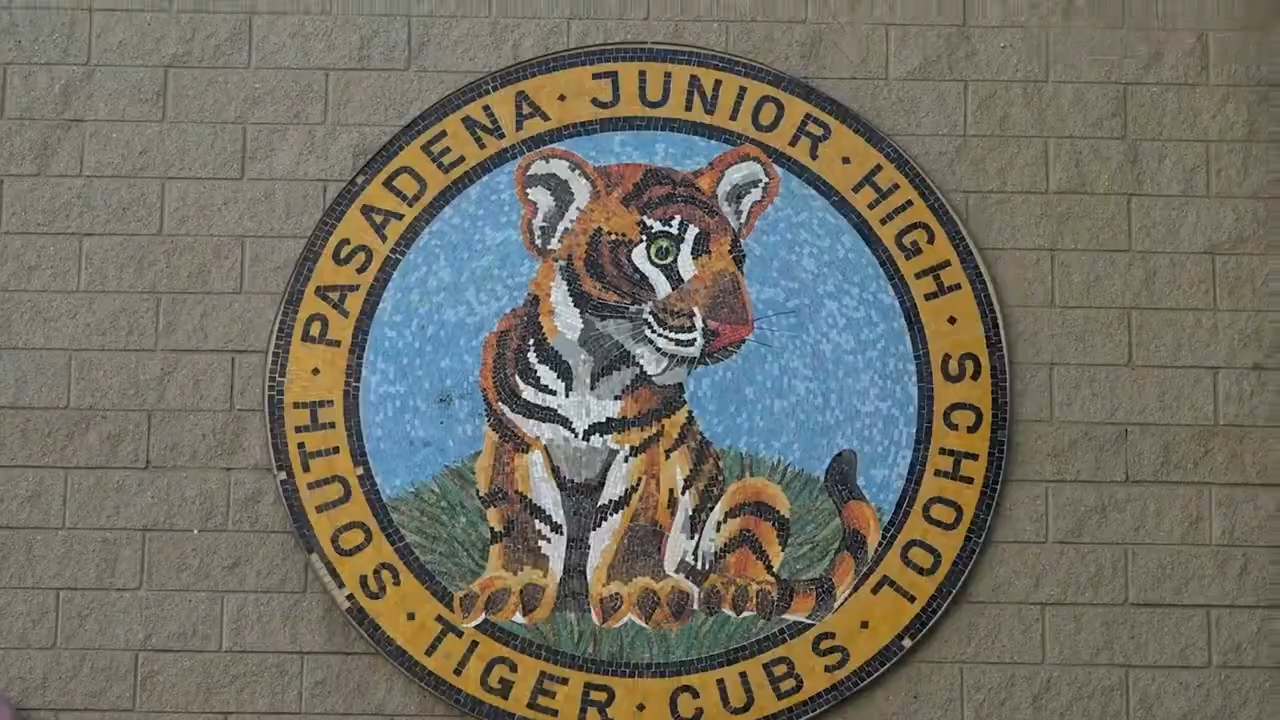 SOUTH · PASADENA · JUNIOR · HIGH · SCHOOL
· TIGER · CUBS ·